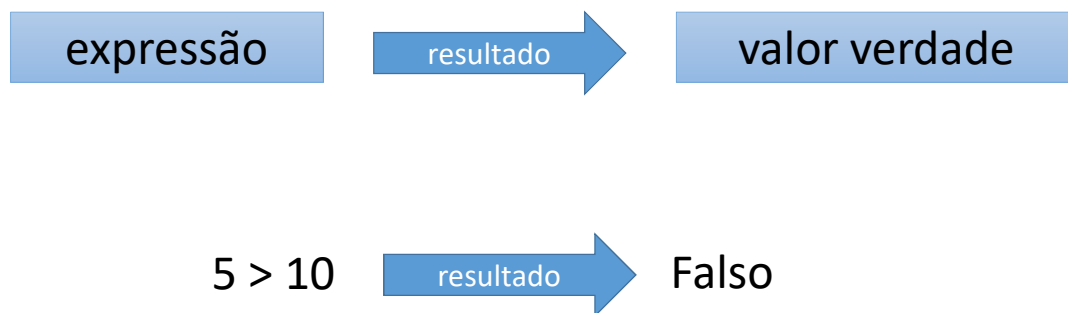 expressão resultado valor verdade
5 > 10 resultado Falso